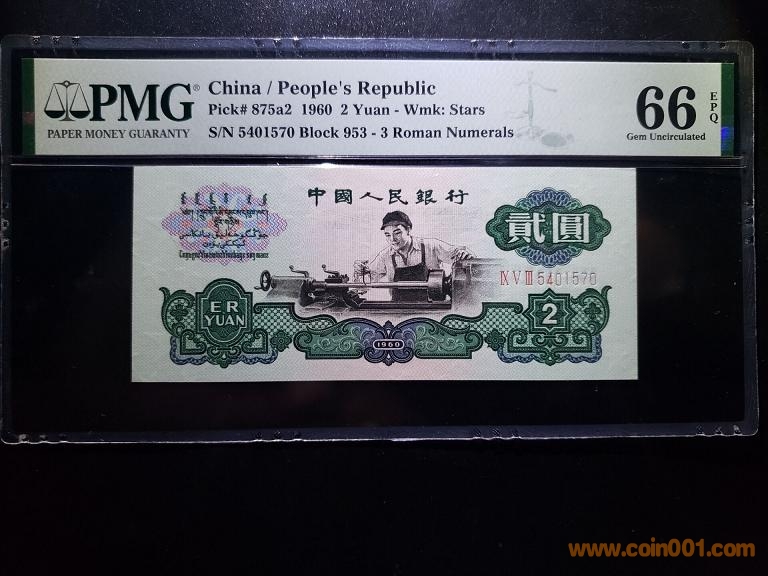 PMG®
PAPER MONEY GUARANTY
China / People's Republic
Pick# 875a2 1960 2 Yuan - Wmk: Stars
S/N 5401570 Block 953 - 3 Roman Numerals
66 EPQ
Gem Uncirculated
中國人民銀行
貳圓
IX V III 5401570
ER
YUAN
1960
2
www.coin001.com